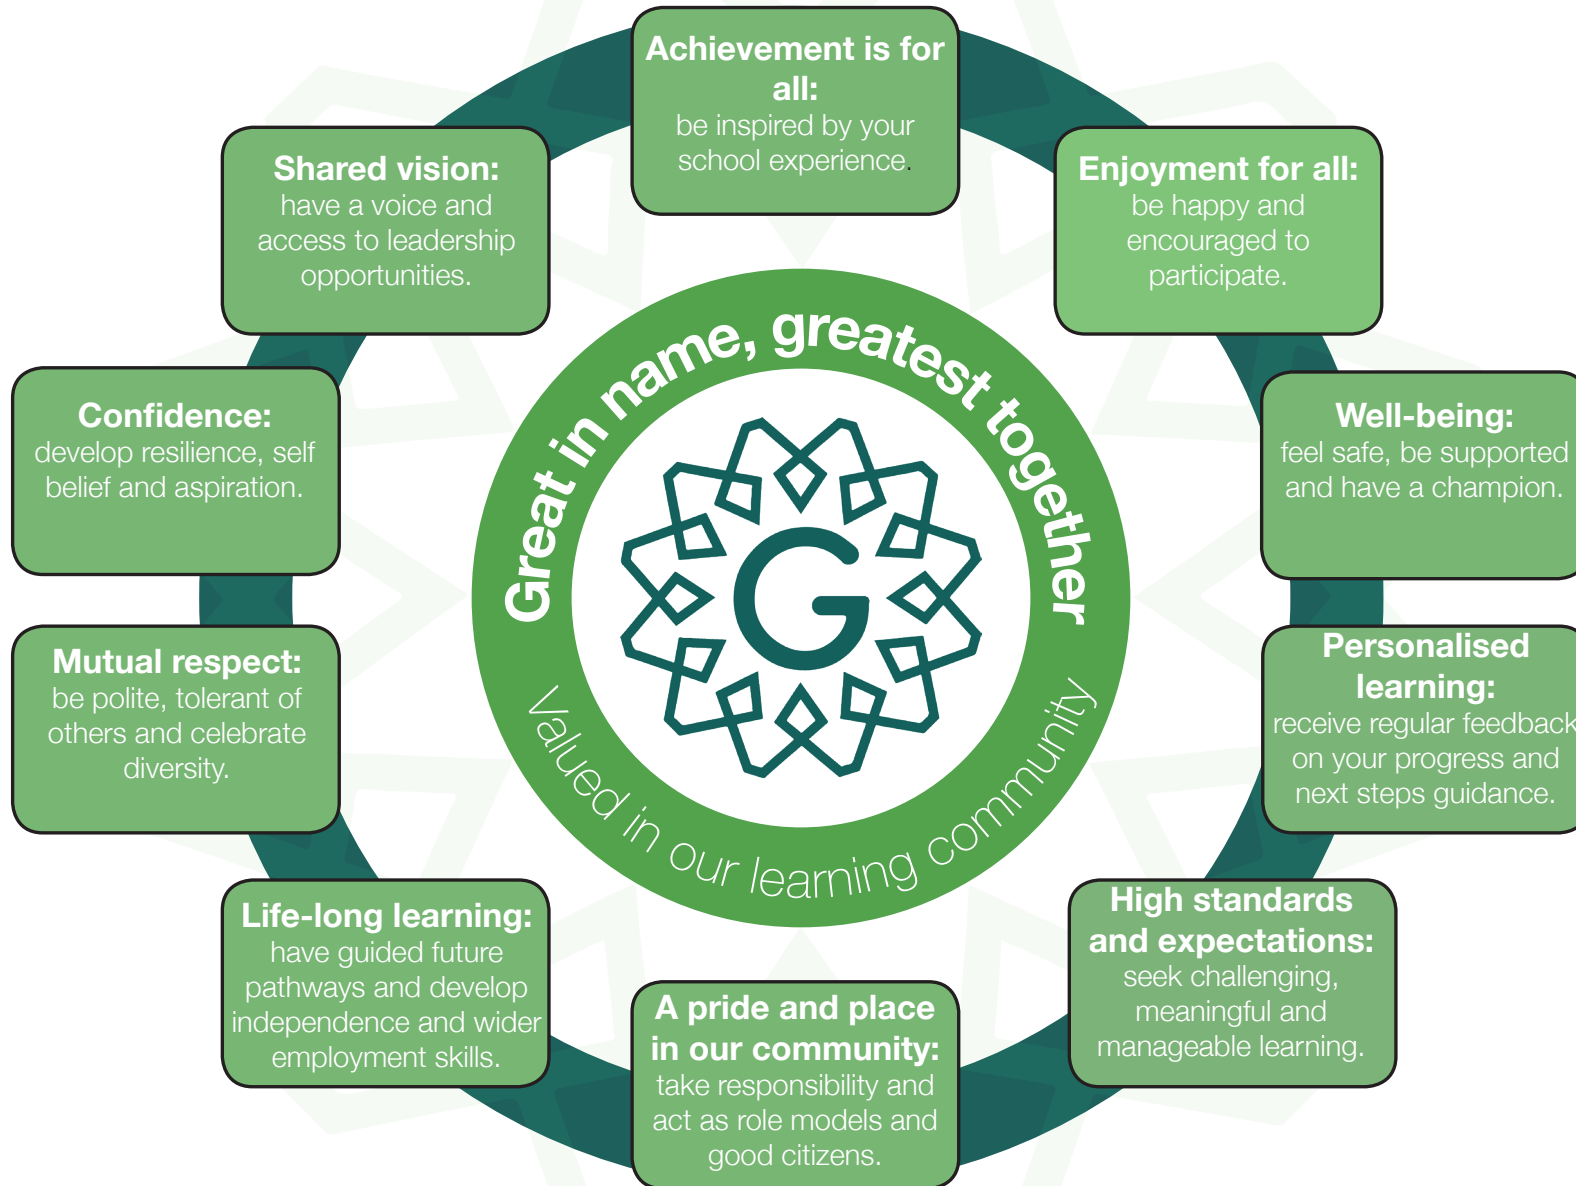 Achievement is for
all:
be inspired by your
school experience.
Enjoyment for all:
be happy and
encouraged to
participate.
Well-being:
feel safe, be supported
and have a champion.
Personalised
learning:
receive regular feedback
on your progress and
next steps guidance.
High standards
and expectations:
seek challenging,
meaningful and
manageable learning.
A pride and place
in our community:
take responsibility and
act as role models and
good citizens.
Life-long learning:
have guided future
pathways and develop
independence and wider
employment skills.
Mutual respect:
be polite, tolerant of
others and celebrate
diversity.
Confidence:
develop resilience, self
belief and aspiration.
Shared vision:
have a voice and
access to leadership
opportunities.
Great in name, greatest together
G
Valued in our learning community